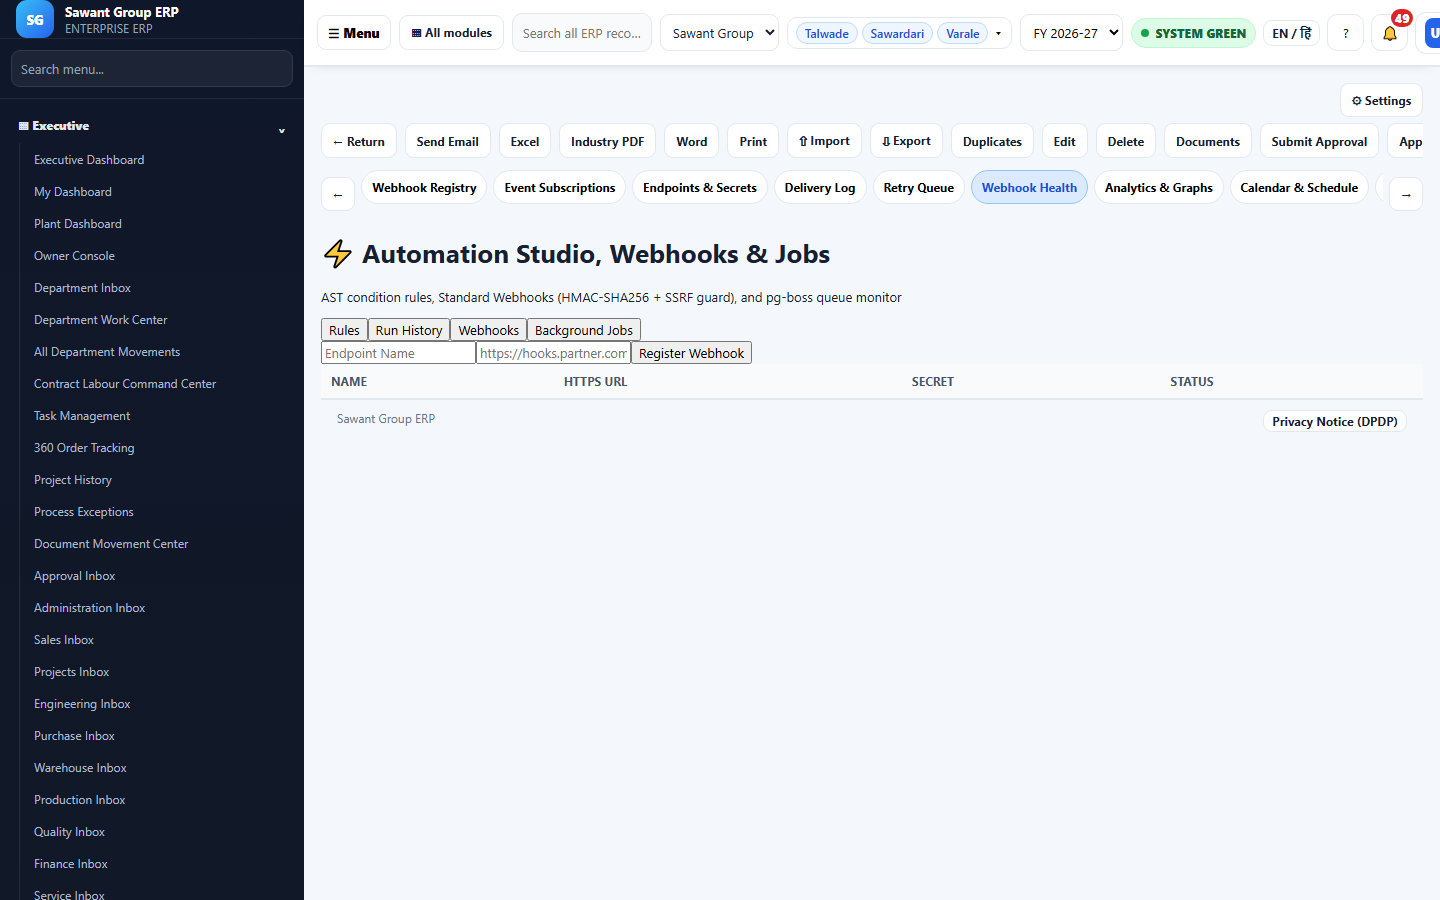 SG
Sawant Group ERP
ENTERPRISE ERP
Search menu...
Executive
Executive Dashboard
My Dashboard
Plant Dashboard
Owner Console
Department Inbox
Department Work Center
All Department Movements
Contract Labour Command Center
Task Management
360 Order Tracking
Project History
Process Exceptions
Document Movement Center
Approval Inbox
Administration Inbox
Sales Inbox
Projects Inbox
Engineering Inbox
Purchase Inbox
Warehouse Inbox
Production Inbox
Quality Inbox
Finance Inbox
Service Inbox
☰ Menu
All modules
Search all ERP reco...
Sawant Group
Talwade
Sawardari
Varale
FY 2026-27
SYSTEM GREEN
EN / हिं
?
49
U
⚙ Settings
← Return
Send Email
Excel
Industry PDF
Word
Print
⇧ Import
⇩ Export
Duplicates
Edit
Delete
Documents
Submit Approval
App
←
Webhook Registry
Event Subscriptions
Endpoints & Secrets
Delivery Log
Retry Queue
Webhook Health
Analytics & Graphs
Calendar & Schedule
→
⚡ Automation Studio, Webhooks & Jobs
AST condition rules, Standard Webhooks (HMAC-SHA256 + SSRF guard), and pg-boss queue monitor
Rules
Run History
Webhooks
Background Jobs
Endpoint Name
https://hooks.partner.com
Register Webhook
NAME
HTTPS URL
SECRET
STATUS
Sawant Group ERP
Privacy Notice (DPDP)